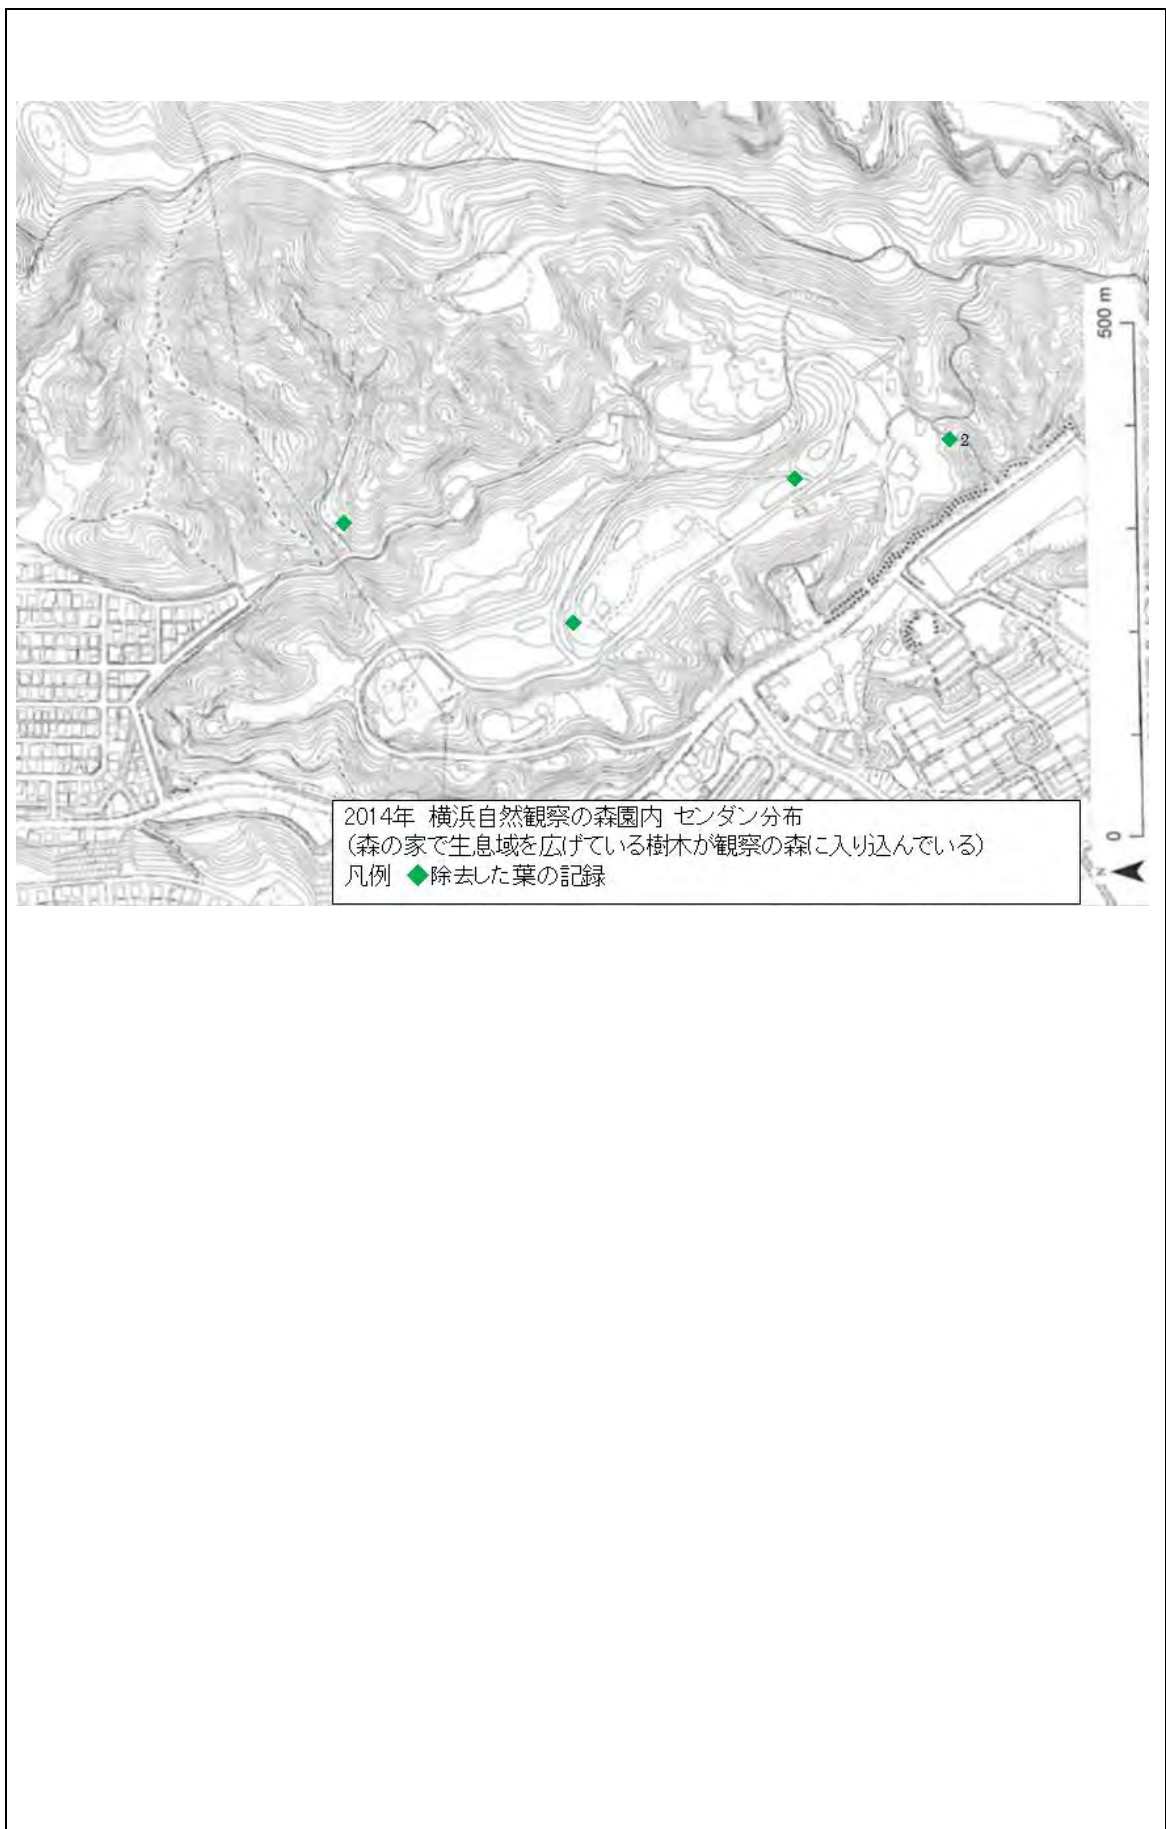 500 m
2
0
N
2014年 横浜自然観察の森園内 センダン分布
(森の家で生息域を広げている樹木が観察の森に入り込んでいる)
凡例 ◆除去した葉の記録